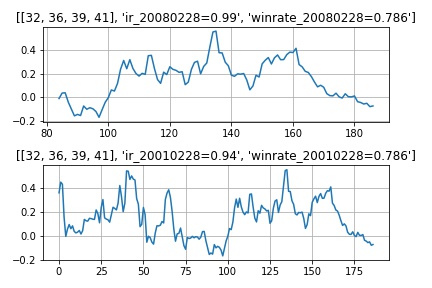 [[32, 36, 39, 41], 'ir_20080228=0.99', 'winrate_20080228=0.786']
0.4
0.2
0.0
−0.2
80 100 120 140 160 180
[[32, 36, 39, 41], 'ir_20010228=0.94', 'winrate_20010228=0.786']
0.4
0.2
0.0
−0.2
0 25 50 75 100 125 150 175